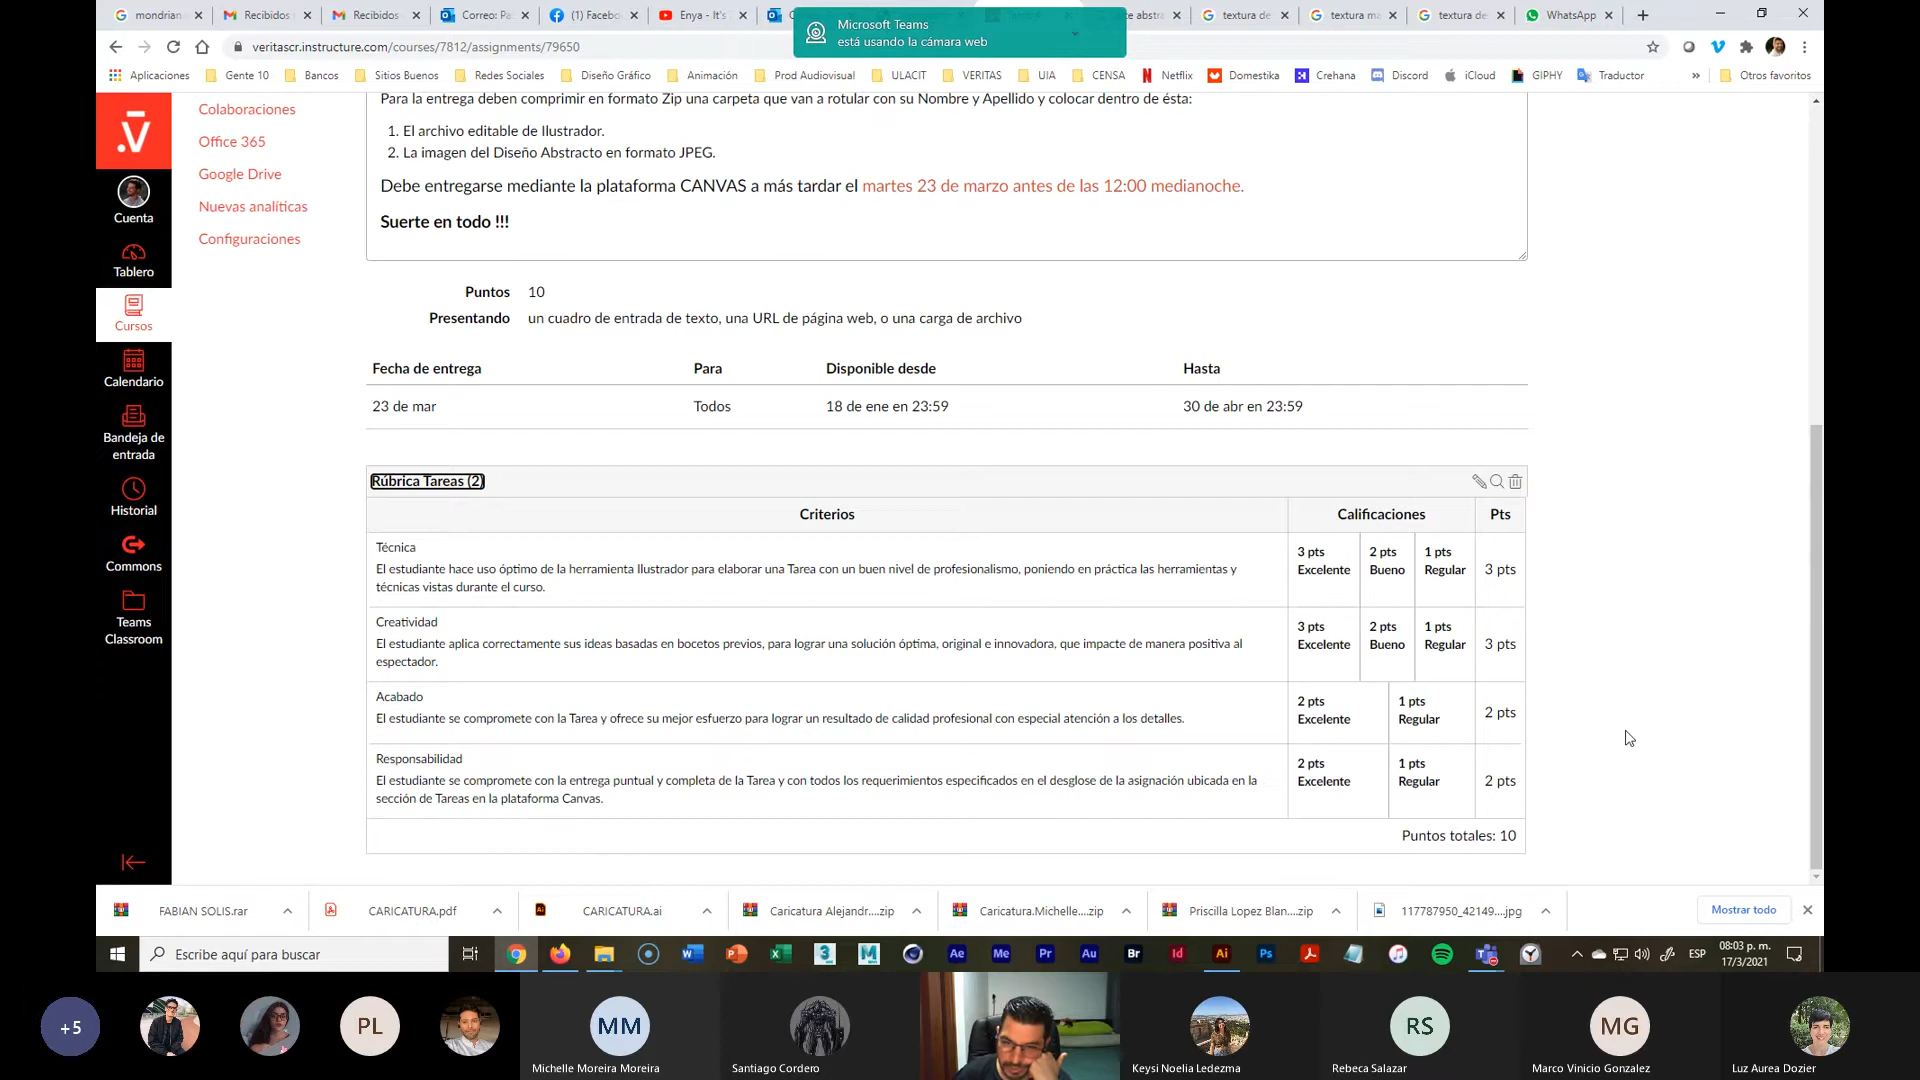 mondrian
Recibidos
Recibidos
Correo: Pa
(1) Facebo
Enya - It's
textura de
textura ma
textura de
WhatsApp
Microsoft Teams
está usando la cámara web
veritascr.instructure.com/courses/7812/assignments/79650
Aplicaciones
Gente 10
Bancos
Sitios Buenos
Redes Sociales
Diseño Gráfico
Animación
Prod Audiovisual
ULACIT
VERITAS
UIA
CENSA
Netflix
Domestika
Crehana
Discord
iCloud
GIPHY
Traductor
»
Otros favoritos
Colaboraciones
Office 365
Google Drive
Nuevas analíticas
Configuraciones
Cuenta
Tablero
Cursos
Calendario
Bandeja de
entrada
Historial
Commons
Teams
Classroom
Para la entrega deben comprimir en formato Zip una carpeta que van a rotular con su Nombre y Apellido y colocar dentro de ésta:
1. El archivo editable de Ilustrador.
2. La imagen del Diseño Abstracto en formato JPEG.
Debe entregarse mediante la plataforma CANVAS a más tardar el martes 23 de marzo antes de las 12:00 medianoche.
Suerte en todo !!!
Puntos 10
Presentando un cuadro de entrada de texto, una URL de página web, o una carga de archivo
Fecha de entrega Para Disponible desde Hasta
23 de mar Todos 18 de ene en 23:59 30 de abr en 23:59
Rúbrica Tareas (2)
Criterios Calificaciones Pts
Técnica
El estudiante hace uso óptimo de la herramienta Ilustrador para elaborar una Tarea con un buen nivel de profesionalismo, poniendo en práctica las herramientas y
técnicas vistas durante el curso.
3 pts
Excelente
2 pts
Bueno
1 pts
Regular
3 pts
Creatividad
El estudiante aplica correctamente sus ideas basadas en bocetos previos, para lograr una solución óptima, original e innovadora, que impacte de manera positiva al
espectador.
3 pts
Excelente
2 pts
Bueno
1 pts
Regular
3 pts
Acabado
El estudiante se compromete con la Tarea y ofrece su mejor esfuerzo para lograr un resultado de calidad profesional con especial atención a los detalles.
2 pts
Excelente
1 pts
Regular
2 pts
Responsabilidad
El estudiante se compromete con la entrega puntual y completa de la Tarea y con todos los requerimientos especificados en el desglose de la asignación ubicada en la
sección de Tareas en la plataforma Canvas.
2 pts
Excelente
1 pts
Regular
2 pts
Puntos totales: 10
FABIAN SOLIS.rar
CARICATURA.pdf
CARICATURA.ai
Caricatura Alejandr....zip
Caricatura.Michelle....zip
Priscilla Lopez Blan....zip
117787950_42149....jpg
Mostrar todo
Escribe aquí para buscar
ESP
08:03 p. m.
17/3/2021
+5
PL
MM
RS
MG
Michelle Moreira Moreira
Santiago Cordero
Keysi Noelia Ledezma
Rebeca Salazar
Marco Vinicio Gonzalez
Luz Aurea Dozier